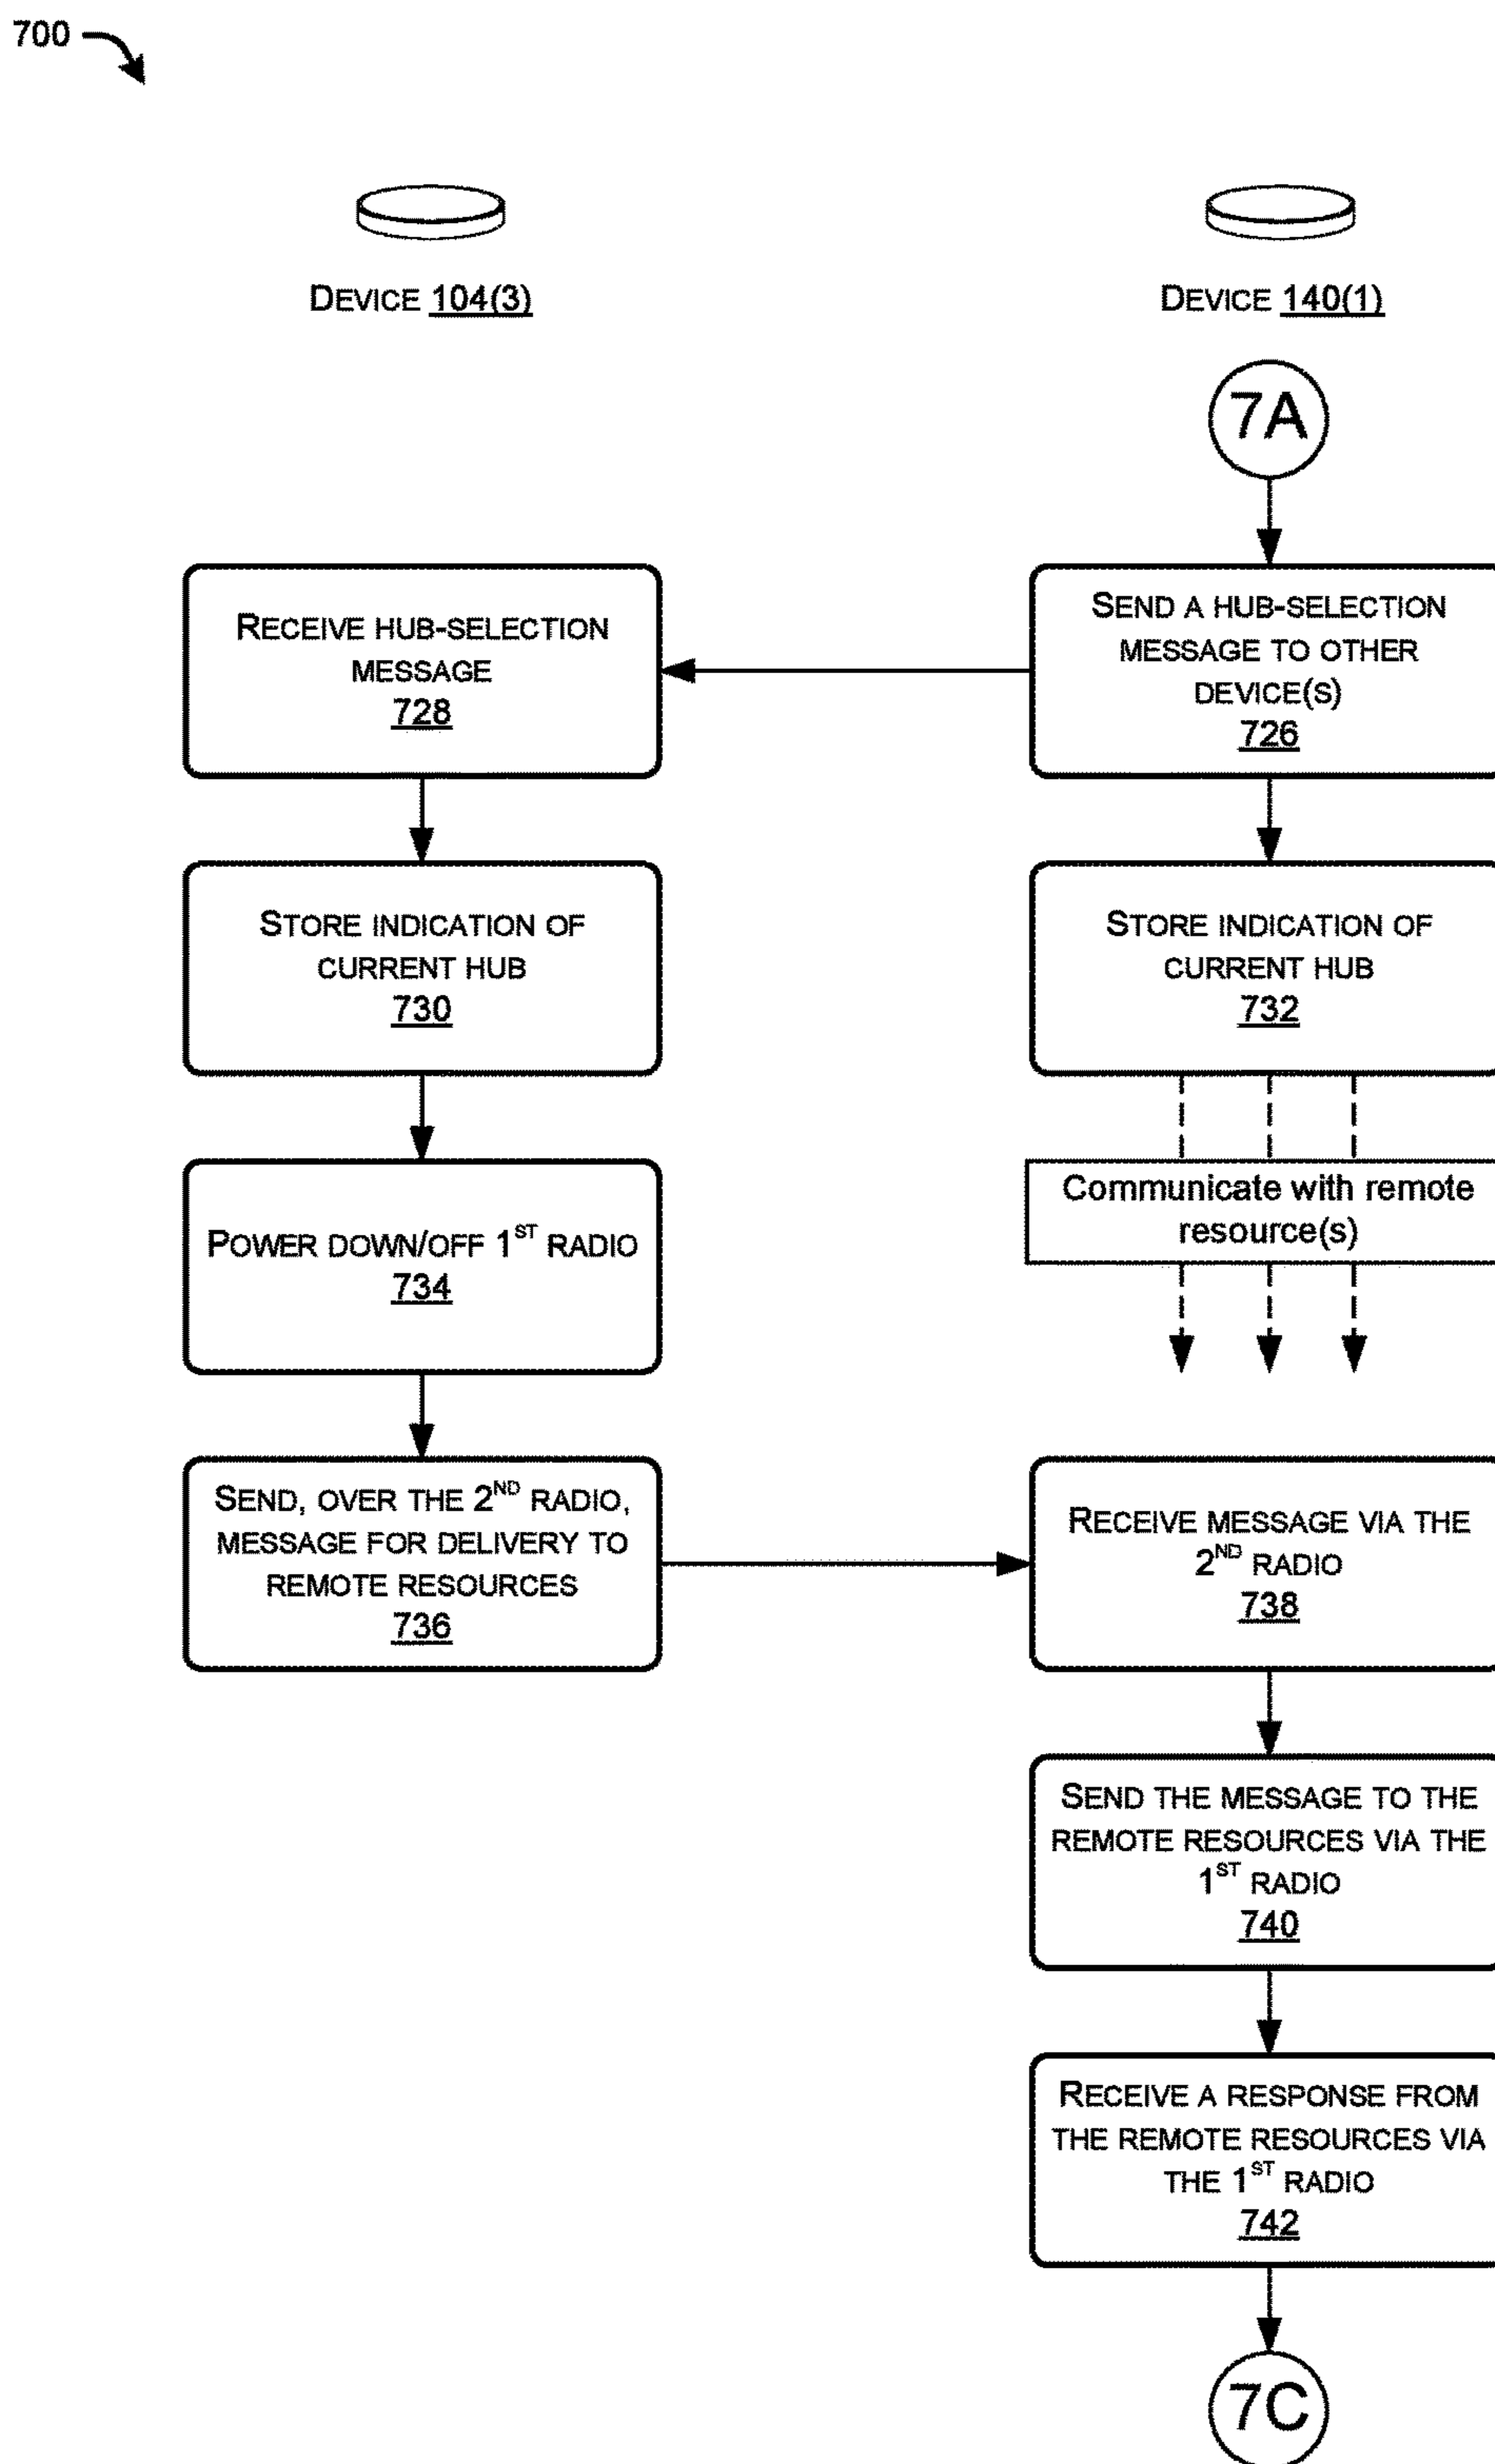 700
DEVICE 104(3)
DEVICE 140(1)
7A
RECEIVE HUB-SELECTION
MESSAGE
728
SEND A HUB-SELECTION
MESSAGE TO OTHER
DEVICE(S)
726
STORE INDICATION OF
CURRENT HUB
730
STORE INDICATION OF
CURRENT HUB
732
POWER DOWN/OFF 1ST RADIO
734
Communicate with remote
resource(s)
SEND, OVER THE 2ND RADIO,
MESSAGE FOR DELIVERY TO
REMOTE RESOURCES
736
RECEIVE MESSAGE VIA THE
2ND RADIO
738
SEND THE MESSAGE TO THE
REMOTE RESOURCES VIA THE
1ST RADIO
740
RECEIVE A RESPONSE FROM
THE REMOTE RESOURCES VIA
THE 1ST RADIO
742
7C